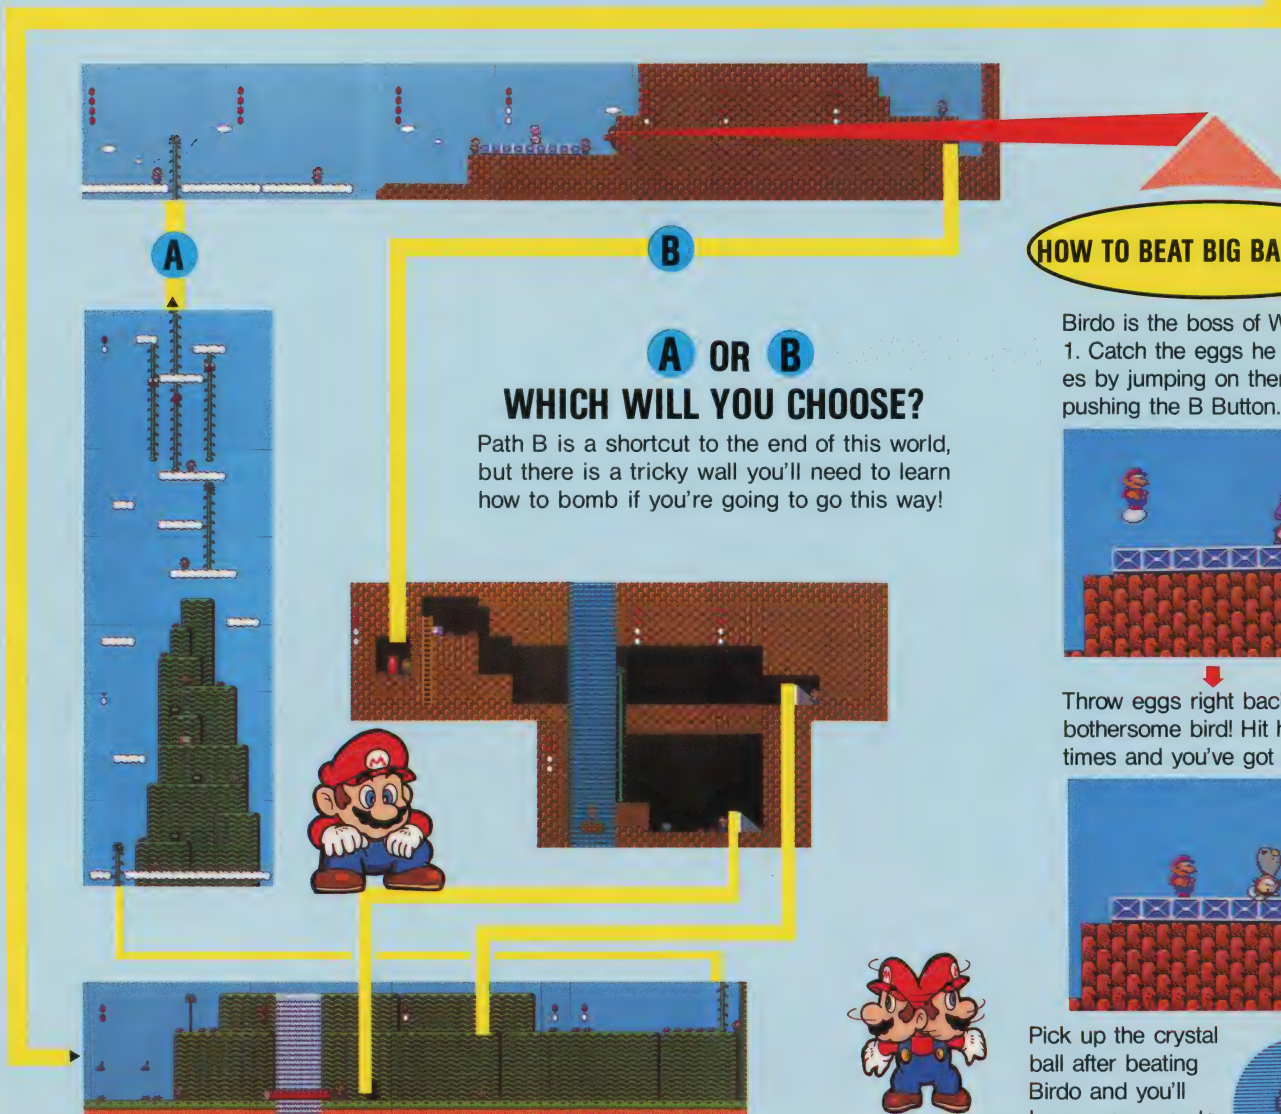 A
B
A OR B
WHICH WILL YOU CHOOSE?
Path B is a shortcut to the end of this world,
but there is a tricky wall you'll need to learn
how to bomb if you're going to go this way!
HOW TO BEAT BIG BA
Birdo is the boss of W
1. Catch the eggs he
es by jumping on
pushing the B Button.
Throw eggs right
bothersome bird! Hit
times and you've got
Pick up the crystal
ball after beating
Birdo and you'll
M